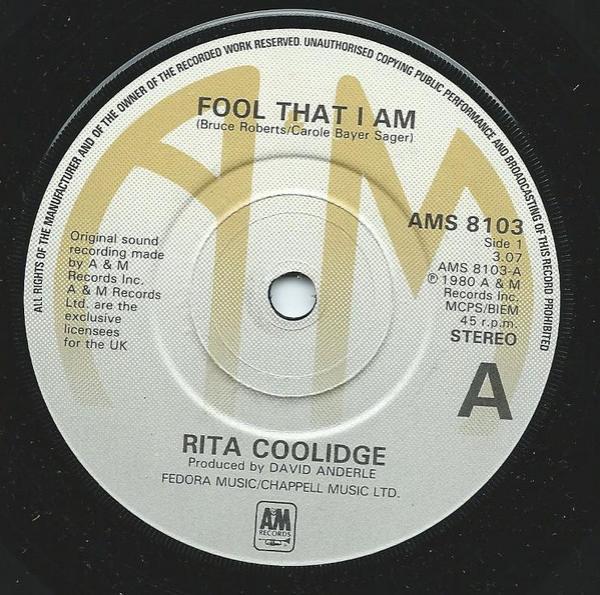 ALL RIGHTS OF THE MANUFACTURER AND OF THE OWNER OF THE RECORDED WORK RESERVED. UNAUTHORISED COPYING PUBLIC PERFORMANCE AND BROADCASTING OF THIS RECORD PROHIBITED
FOOL THAT I AM
(Bruce Roberts/Carole Bayer Sager)
AMS 8103
Side 1
3.07
AMS 8103-A
℗ 1980 A & M
Records Inc.
MCPS/BIEM
45 r.p.m.
STEREO
A
Original sound
recording made
by A & M
Records Inc.
A & M Records
Ltd. are the
exclusive
licensees
for the UK
RITA COOLIDGE
Produced by DAVID ANDERLE
FEDORA MUSIC/CHAPPELL MUSIC LTD.
A&M
RECORDS